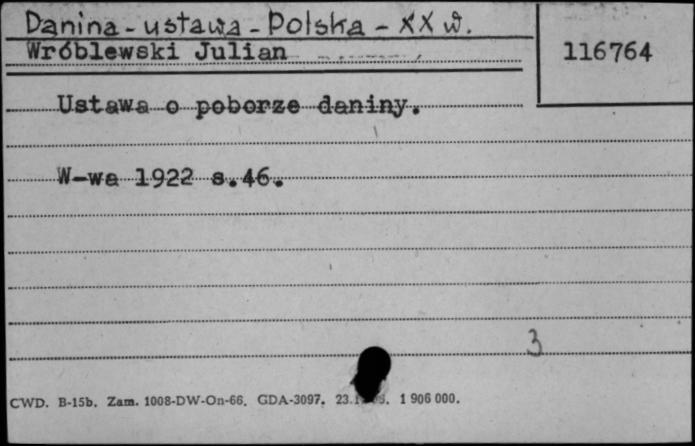 Danina - ustawa - Polska - XX w.
Wróblewski Julian
116764
Ustawa o poborze daniny.
W-wa 1922 s.46.
3
CWD. B-15b. Zam. 1008-DW-On-66. GDA-3097. 1 906 000.